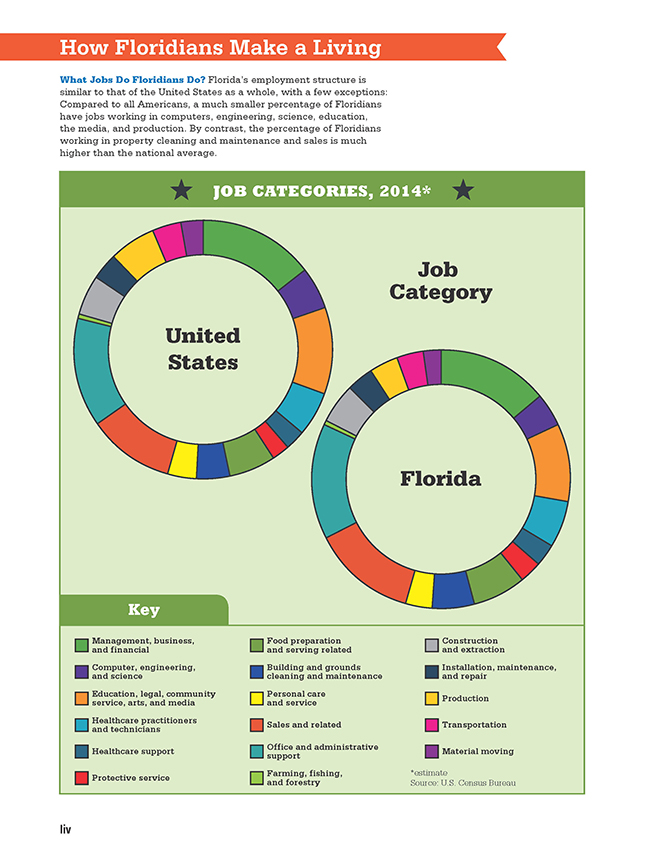 How Floridians Make a Living
What Jobs Do Floridians Do? Florida's employment structure is
similar to that of the United States as a whole, with a few exceptions:
Compared to all Americans, a much smaller percentage of Floridians
have jobs working in computers, engineering, science, education,
the media, and production. By contrast, the percentage of Floridians
working in property cleaning and maintenance and sales is much
higher than the national average.
JOB CATEGORIES, 2014*
Job
Category
United
States
Florida
Key
Management, business,
and financial
Computer, engineering,
and science
Education, legal, community
service, arts, and media
Healthcare practitioners
and technicians
Healthcare support
Protective service
Food preparation
and serving related
Building and grounds
cleaning and maintenance
Personal care
and service
Sales and related
Office and administrative
support
Farming, fishing,
and forestry
Construction
and extraction
Installation, maintenance,
and repair
Production
Transportation
Material moving
*estimate
Source: U.S. Census Bureau
liv